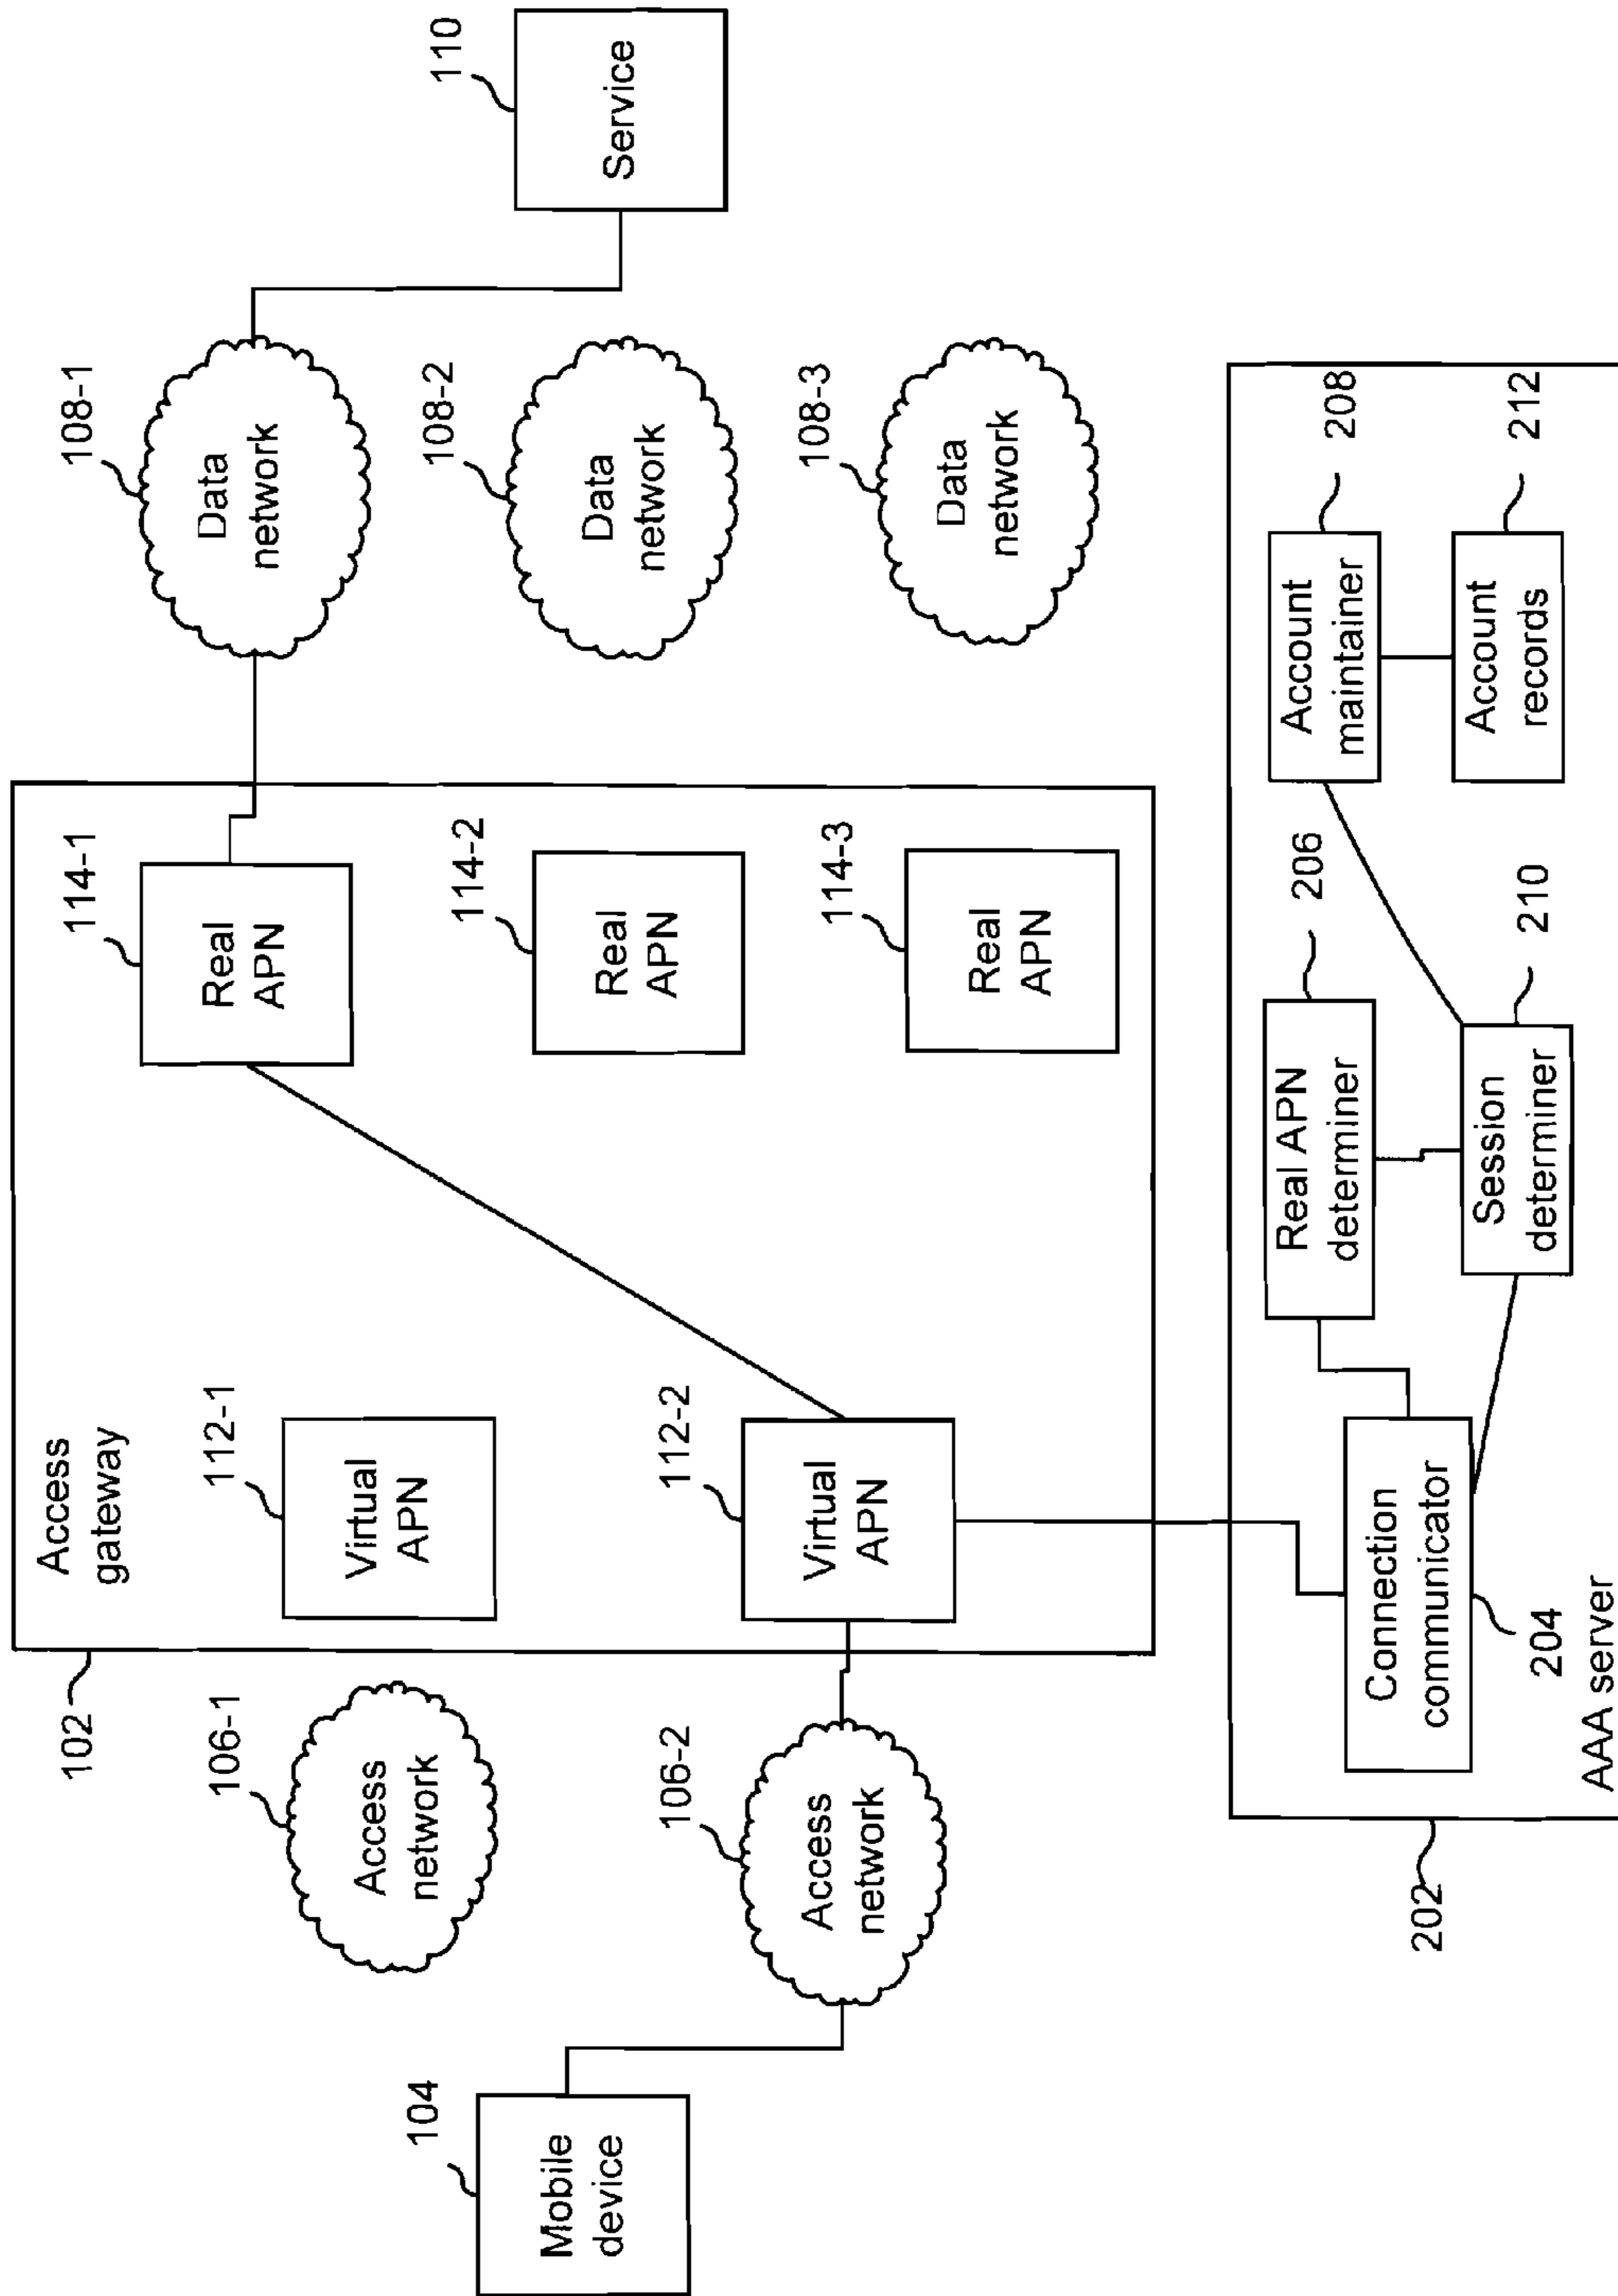 Access
gateway
102
106-1
Access
network
112-1
Virtual
APN
114-1
Real
APN
108-1
Data
network
110
Service
114-2
Real
APN
108-2
Data
network
104
Mobile
device
106-2
Access
network
112-2
Virtual
APN
114-3
Real
APN
108-3
Data
network
202
AAA server
Connection
communicator
204
Real APN
determiner
206
Session
determiner
210
Account
maintainer
208
Account
records
212